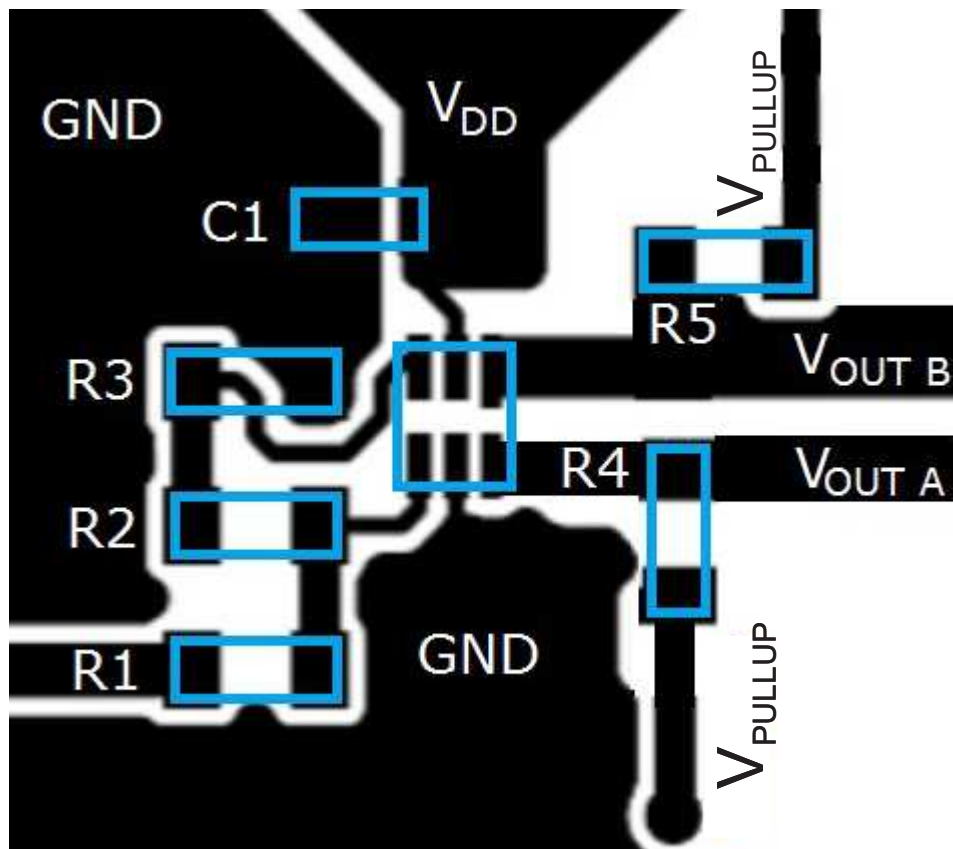 GND
VDD
VPULLUP
C1
R5
VOUT B
R3
R4
VOUT A
R2
GND
R1
VPULLUP